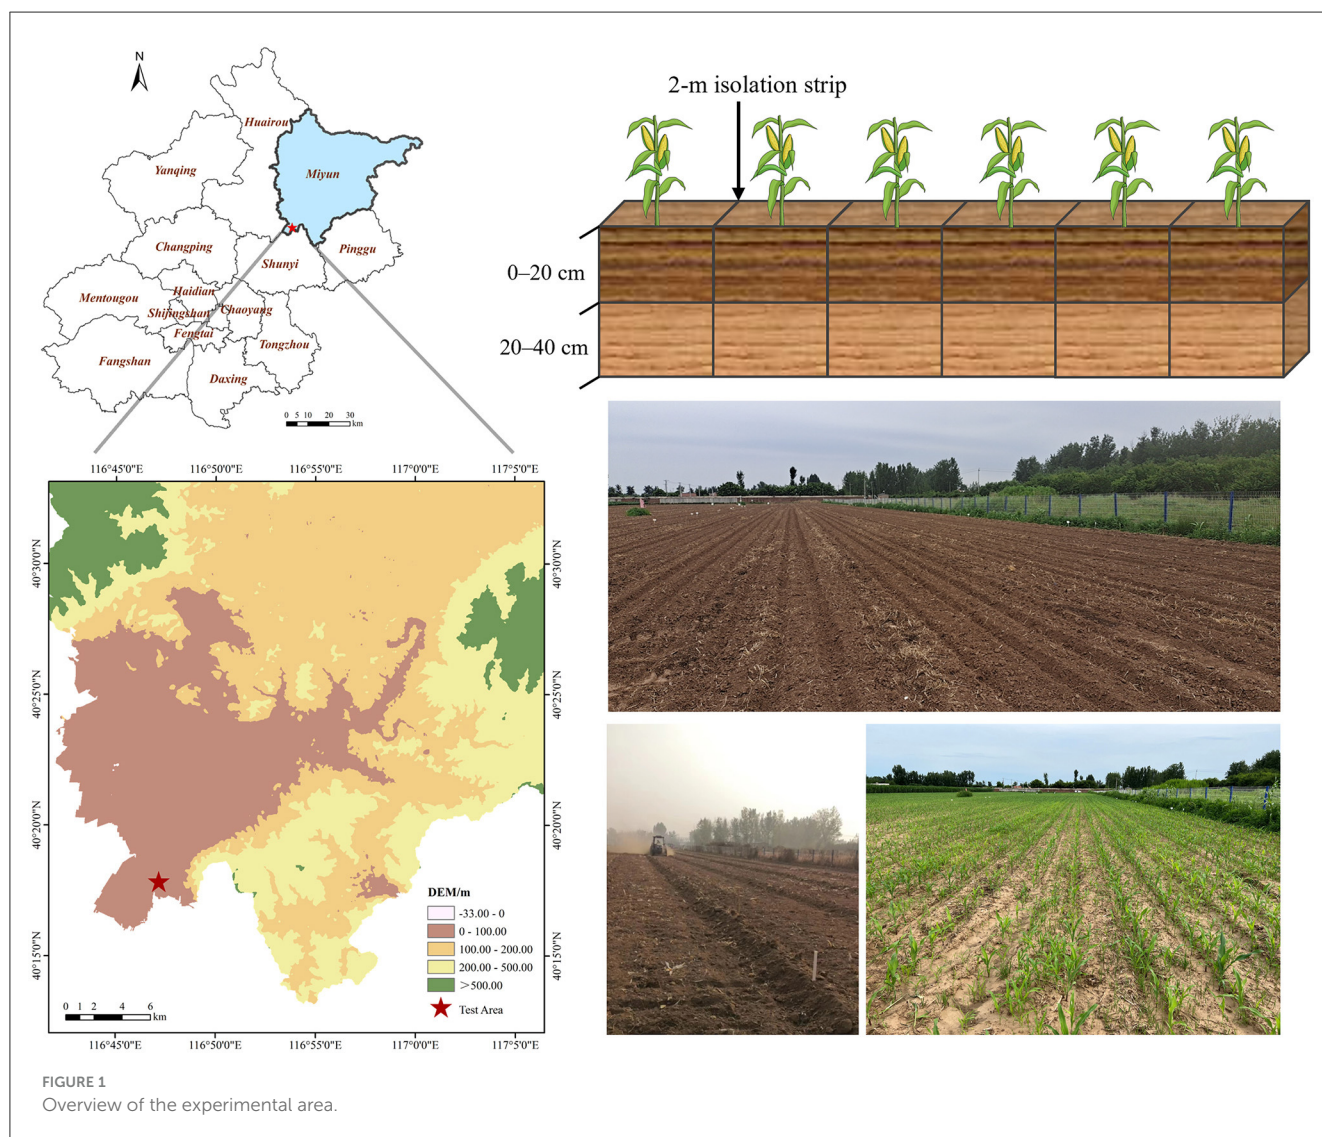 N
Huairou
Yanqing
Miyun
Changping
Pinggu
Shunyi
Haidian
Mentougou
Shijingshan
Chaoyang
Fengtai
Tongzhou
Fangshan
Daxing
0 5 10 20 30
km
2-m isolation strip
0–20 cm
20–40 cm
116°45'0"E 116°50'0"E 116°55'0"E 117°0'0"E 117°5'0"E
40°30'0"N 40°30'0"N
40°25'0"N 40°25'0"N
40°20'0"N 40°20'0"N
40°15'0"N 40°15'0"N
DEM/m
-33.00 - 0
0 - 100.00
100.00 - 200.00
200.00 - 500.00
>500.00
Test Area
0 1 2 4 6
km
116°45'0"E 116°50'0"E 116°55'0"E 117°0'0"E 117°5'0"E
FIGURE 1
Overview of the experimental area.